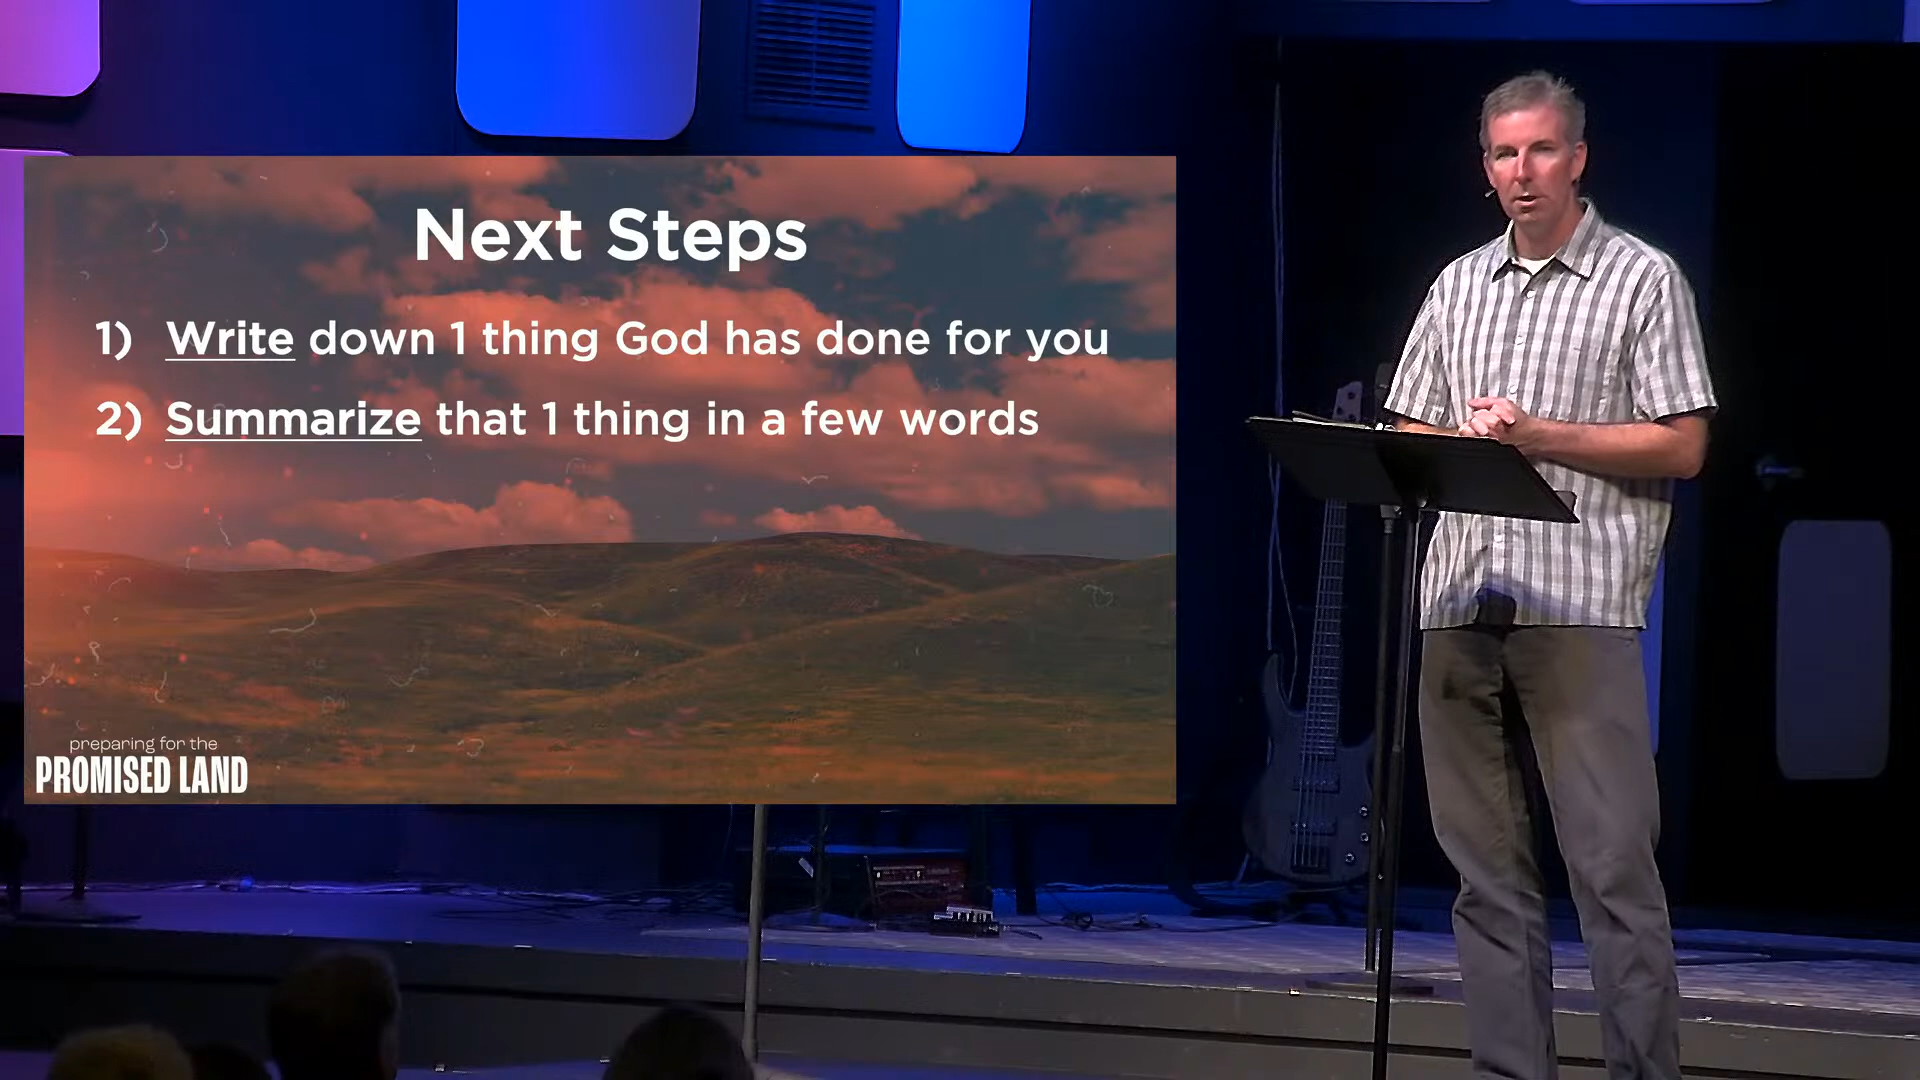 Next Steps
1) Write down 1 thing God has done for you
2) Summarize that 1 thing in a few words
preparing for the
PROMISED LAND